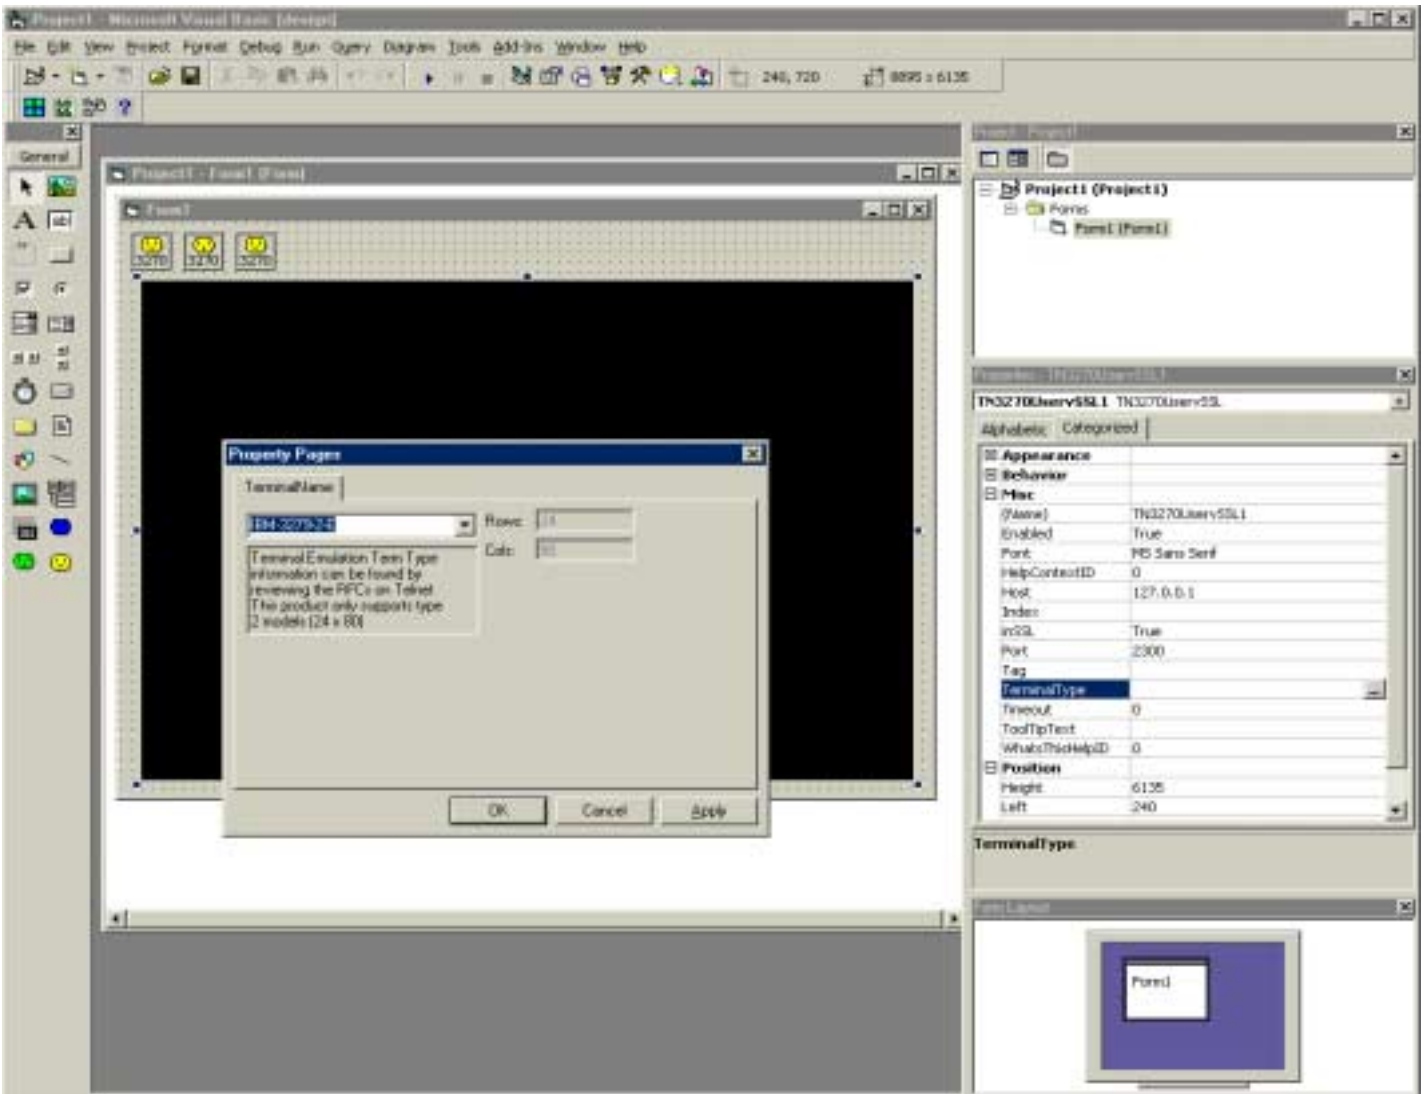 Project1 - Microsoft Visual Basic [design]
File Edit View Project Format Debug Run Query Diagram Tools Add-Ins Window Help
240, 720
8895 x 6135
General
Project1 - Form1 (Form)
Form1
3270 3270 3270
Property Pages
TerminalName
IBM-3278-2-E
Rows:
Cols:
Terminal Emulation Term Type
information can be found by
reviewing the RFCs on Telnet
This product only supports type
2 models (24 x 80)
OK Cancel Apply
Project - Project1
Project1 (Project1)
Forms
Form1 (Form1)
Properties - TN3270UservSSL1
TN3270UservSSL1 TN3270UservSSL
Alphabetic Categorized
Appearance
Behavior
Misc
(Name) TN3270UservSSL1
Enabled True
Font MS Sans Serif
HelpContextID 0
Host 127.0.0.1
Index
inSSL True
Port 2300
Tag
TerminalType ...
Timeout 0
ToolTipText
WhatsThisHelpID 0
Position
Height 6135
Left 240
TerminalType
Form Layout
Form1